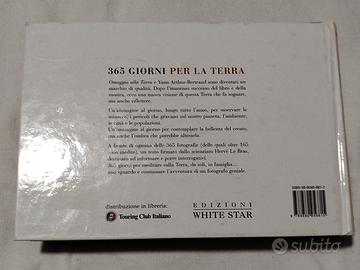 365 GIORNI PER LA TERRA
Omaggio alla Terra e Yann Arthus-Bertrand sono diventati un
marchio di qualità. Dopo l'immenso successo del libro e della
mostra, ecco una nuova visione di questa Terra che fa sognare,
ma anche riflettere.
Un'immagine al giorno, lungo tutto l'anno, per osservare le
minacce, i pericoli che gravano sul nostro pianeta, l'ambiente,
le città e le popolazioni.
Un'immagine al giorno per contemplare la bellezza del creato,
ma anche l'ombra che potrebbe alterarla.
A fronte di ognuna delle 365 fotografie (delle quali oltre 165
inedite), un testo firmato dallo scienziato Hervé Le Bras,
destinato ad informare e porre interrogativi.
365 giorni, per meditare sulla Terra, da soli, in famiglia...
sognando e continuare l'avventura di un fotografo geniale.
distribuzione in libreria:
Touring Club Italiano
EDIZIONI
WHITE STAR
subito